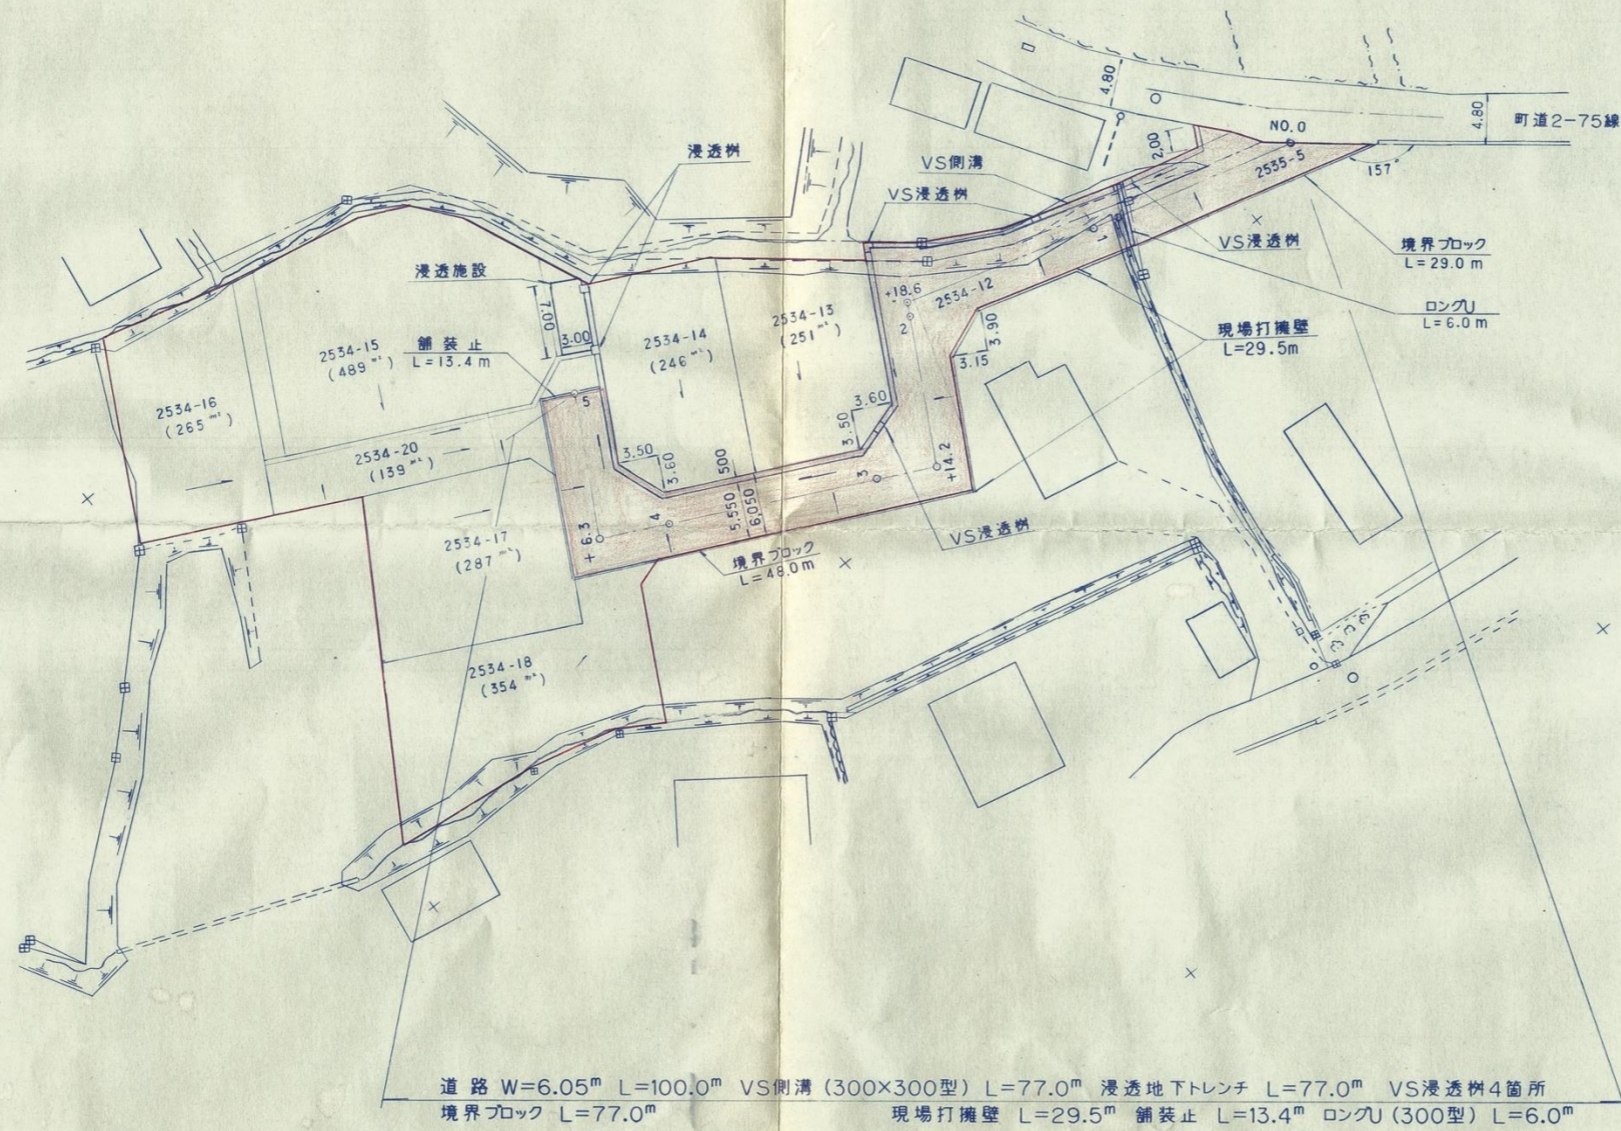 4.80
4.80
町道2-75線
NO.0
2.00
2535-5
157°
浸透桝
VS側溝
VS浸透桝
VS浸透桝
境界ブロック
L=29.0m
1
浸透施設
7.00
3.00
+18.6
2534-12
2
ロングU
L=6.0m
現場打擁壁
L=29.5m
3.90
3.15
2534-13
(251㎡)
2534-14
(246㎡)
2534-15
(489㎡)
舗装止
L=13.4m
2534-16
(265㎡)
5
3.60
3.50
2534-20
(139㎡)
3.50
3.60
500
3
+14.2
5.550
6.050
4
+6.3
VS浸透桝
2534-17
(287㎡)
境界ブロック
L=48.0m
2534-18
(354㎡)
道路 W=6.05m L=100.0m VS側溝(300×300型) L=77.0m 浸透地下トレンチ L=77.0m VS浸透桝4箇所
境界ブロック L=77.0m 現場打擁壁 L=29.5m 舗装止 L=13.4m ロングU(300型) L=6.0m